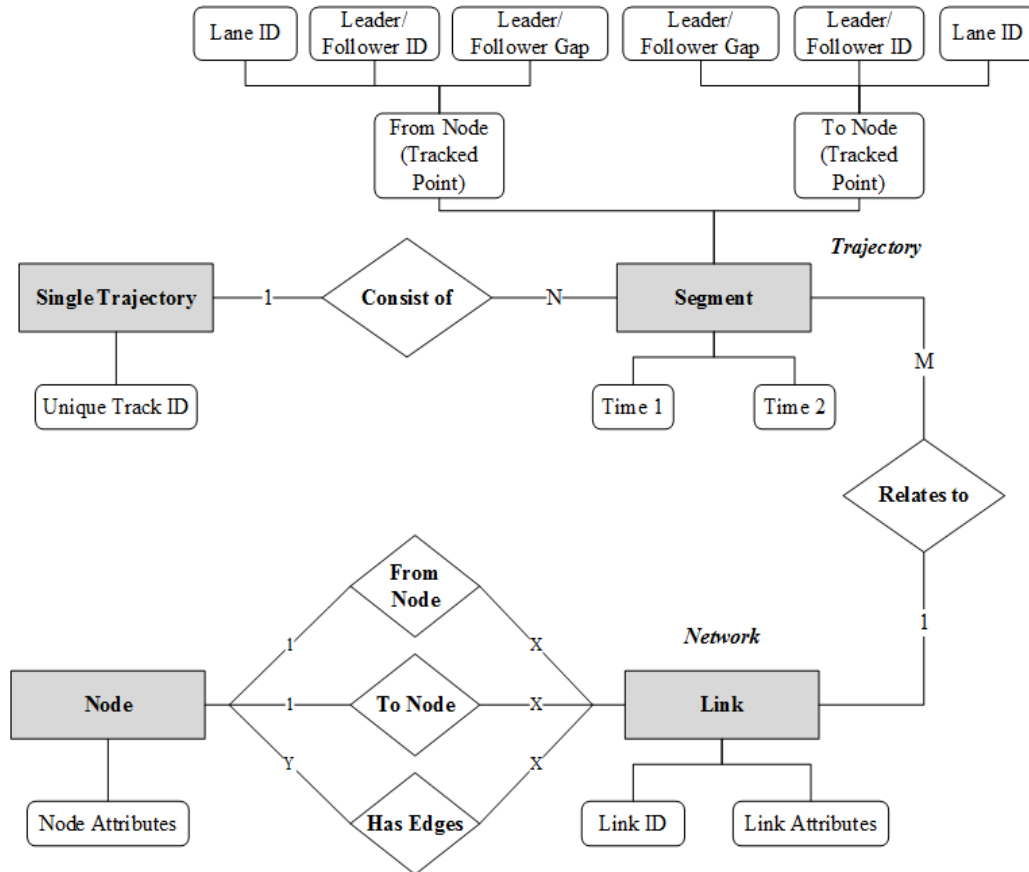 Lane ID
Leader/
Follower ID
Leader/
Follower Gap
Leader/
Follower Gap
Leader/
Follower ID
Lane ID
From Node
(Tracked
Point)
To Node
(Tracked
Point)
Trajectory
Single Trajectory
1
Consist of
N
Segment
M
Unique Track ID
Time 1
Time 2
Relates to
From
Node
1
X
Network
1
Node
1
To Node
X
Link
Y
X
Has Edges
Node Attributes
Link ID
Link Attributes